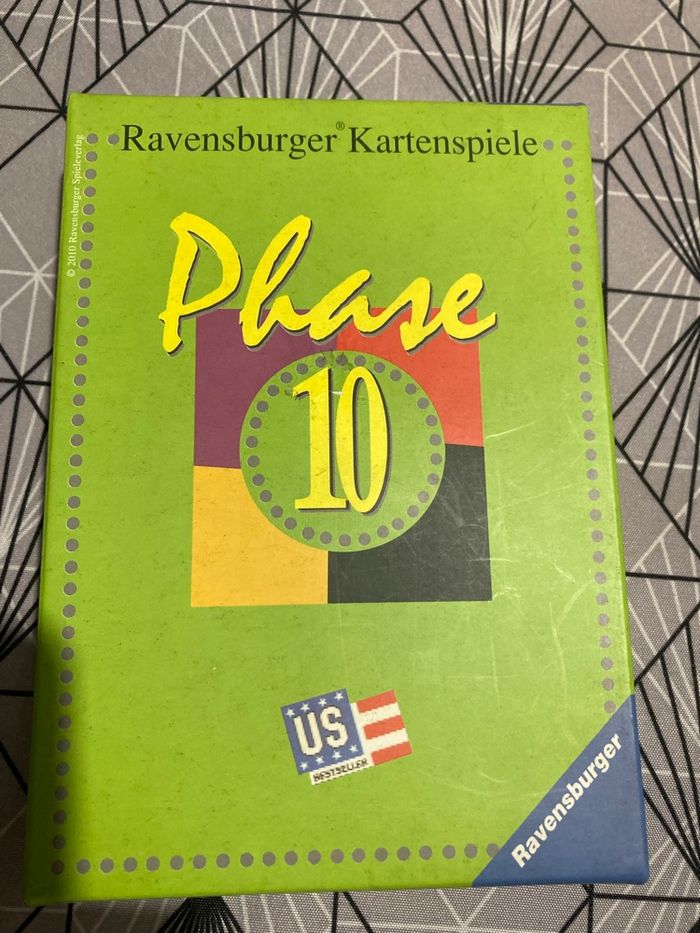 Ravensburger® Kartenspiele
© 2010 Ravensburger Spieleverlag
Phase
10
US
BESTSELLER
Ravensburger